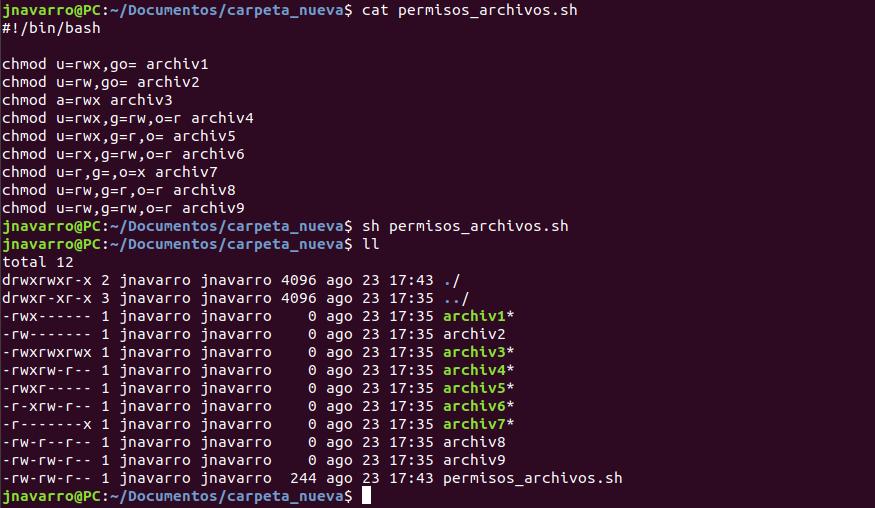 jnavarro@PC:~/Documentos/carpeta_nueva$ cat permisos_archivos.sh
#!/bin/bash
chmod u=rwx,go= archiv1
chmod u=rw,go= archiv2
chmod a=rwx archiv3
chmod u=rwx,g=rw,o=r archiv4
chmod u=rwx,g=r,o= archiv5
chmod u=rx,g=rw,o=r archiv6
chmod u=r,g=,o=x archiv7
chmod u=rw,g=r,o=r archiv8
chmod u=rw,g=rw,o=r archiv9
jnavarro@PC:~/Documentos/carpeta_nueva$ sh permisos_archivos.sh
jnavarro@PC:~/Documentos/carpeta_nueva$ ll
total 12
drwxrwxr-x 2 jnavarro jnavarro 4096 ago 23 17:43 ./
drwxr-xr-x 3 jnavarro jnavarro 4096 ago 23 17:35 ../
-rwx------ 1 jnavarro jnavarro    0 ago 23 17:35 archiv1*
-rw------- 1 jnavarro jnavarro    0 ago 23 17:35 archiv2
-rwxrwxrwx 1 jnavarro jnavarro    0 ago 23 17:35 archiv3*
-rwxrw-r-- 1 jnavarro jnavarro    0 ago 23 17:35 archiv4*
-rwxr----- 1 jnavarro jnavarro    0 ago 23 17:35 archiv5*
-r-xrw-r-- 1 jnavarro jnavarro    0 ago 23 17:35 archiv6*
-r-------x 1 jnavarro jnavarro    0 ago 23 17:35 archiv7*
-rw-r--r-- 1 jnavarro jnavarro    0 ago 23 17:35 archiv8
-rw-rw-r-- 1 jnavarro jnavarro    0 ago 23 17:35 archiv9
-rw-rw-r-- 1 jnavarro jnavarro  244 ago 23 17:43 permisos_archivos.sh
jnavarro@PC:~/Documentos/carpeta_nueva$